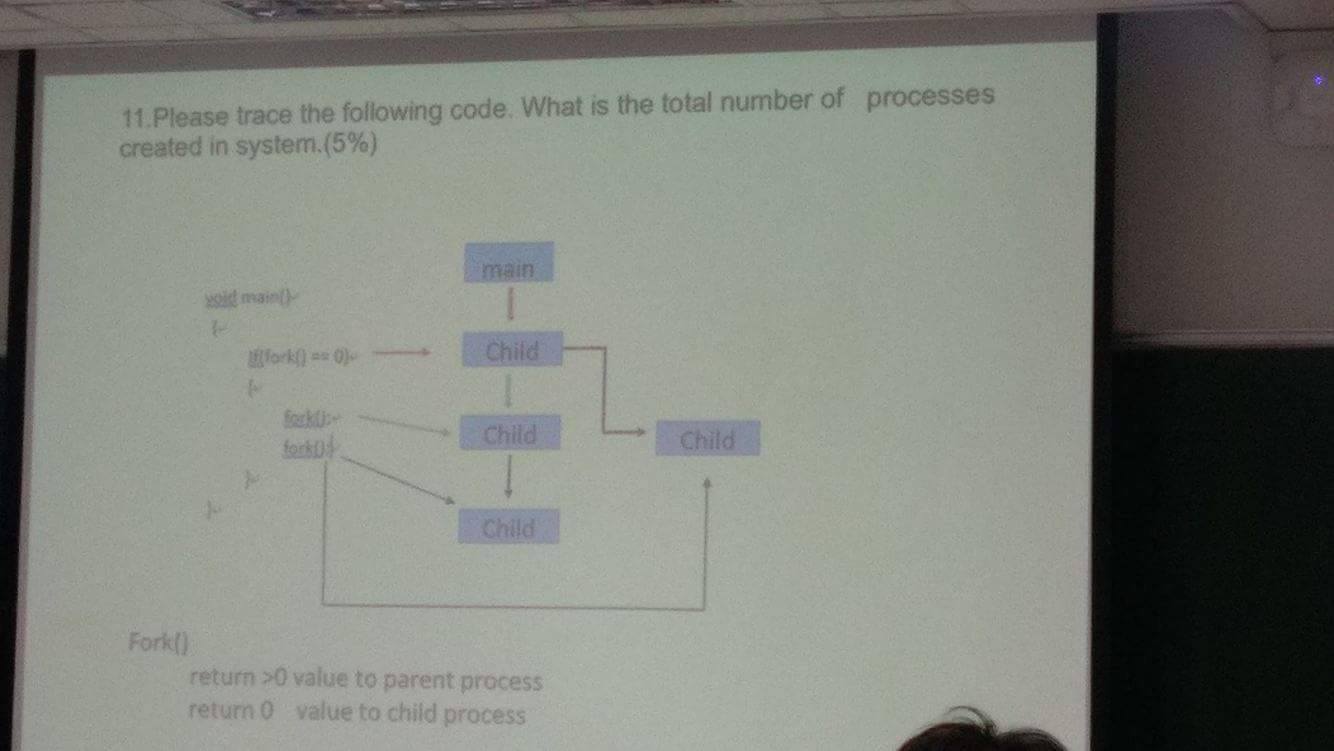 11.Please trace the following code. What is the total number of processes
created in system.(5%)
main
void main()
{
If(fork() == 0)
Child
{
fork();
Child
Child
fork();
}
}
Child
Fork()
return >0 value to parent process
return 0 value to child process